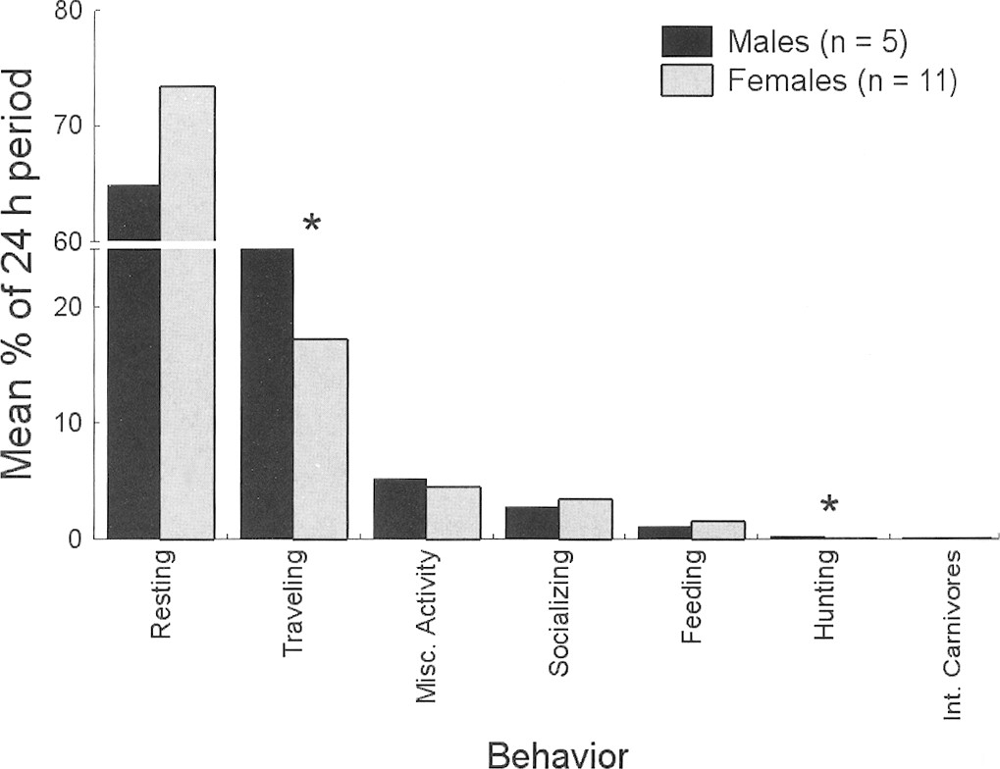 80
70
60
20
10
0
Mean % of 24 h period
Males (n = 5)
Females (n = 11)
*
*
Resting
Traveling
Misc. Activity
Socializing
Feeding
Hunting
Int. Carnivores
Behavior